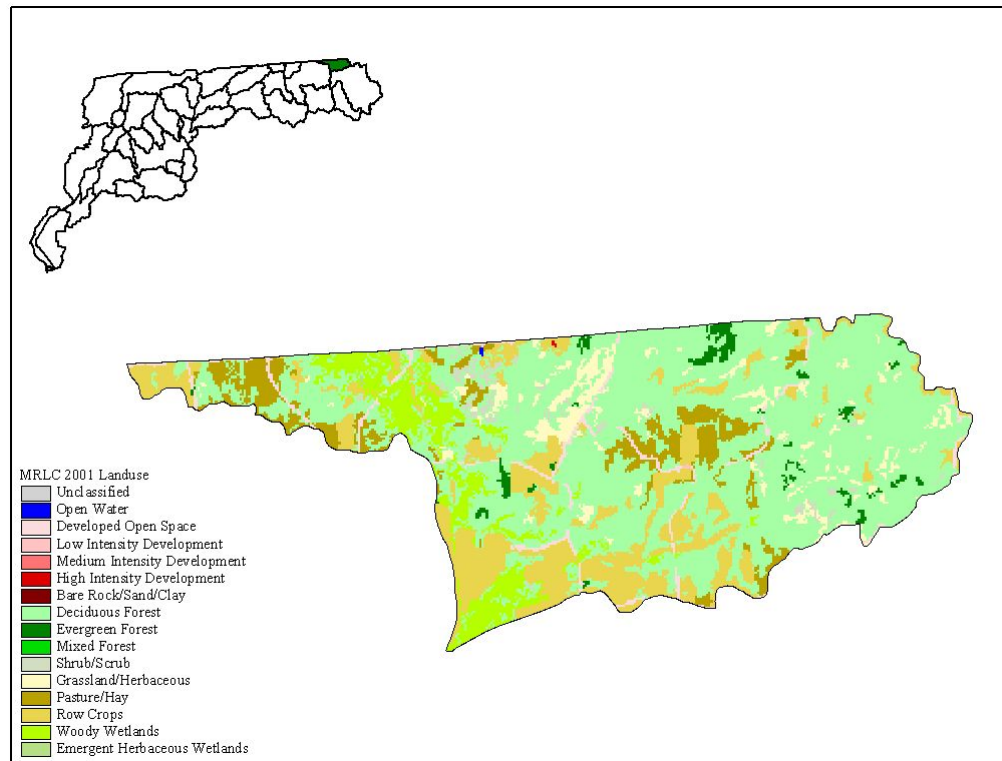 MRLC 2001 Landuse
Unclassified
Open Water
Developed Open Space
Low Intensity Development
Medium Intensity Development
High Intensity Development
Bare Rock/Sand/Clay
Deciduous Forest
Evergreen Forest
Mixed Forest
Shrub/Scrub
Grassland/Herbaceous
Pasture/Hay
Row Crops
Woody Wetlands
Emergent Herbaceous Wetlands